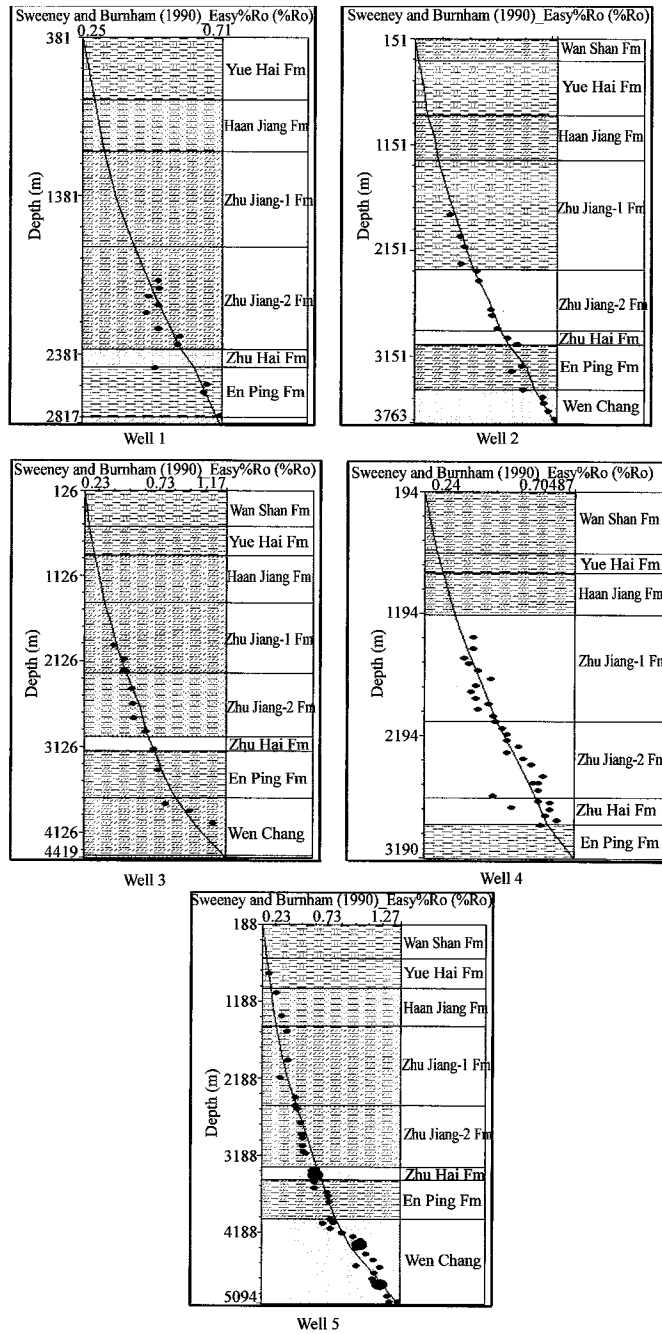 Sweeney and Burnham (1990)_Easy%Ro (%Ro)
0.25 0.71
381
1381
2381
2817
Depth (m)
Yue Hai Fm
Haan Jiang Fm
Zhu Jiang-1 Fm
Zhu Jiang-2 Fm
Zhu Hai Fm
En Ping Fm
Well 1
Sweeney and Burnham (1990)_Easy%Ro (%Ro)
151
1151
2151
3151
3763
Depth (m)
Wan Shan Fm
Yue Hai Fm
Haan Jiang Fm
Zhu Jiang-1 Fm
Zhu Jiang-2 Fm
Zhu Hai Fm
En Ping Fm
Wen Chang
Well 2
Sweeney and Burnham (1990)_Easy%Ro (%Ro)
0.23 0.73 1.17
126
1126
2126
3126
4126
4419
Depth (m)
Wan Shan Fm
Yue Hai Fm
Haan Jiang Fm
Zhu Jiang-1 Fm
Zhu Jiang-2 Fm
Zhu Hai Fm
En Ping Fm
Wen Chang
Well 3
Sweeney and Burnham (1990)_Easy%Ro (%Ro)
0.24 0.70487
194
1194
2194
3190
Depth (m)
Wan Shan Fm
Yue Hai Fm
Haan Jiang Fm
Zhu Jiang-1 Fm
Zhu Jiang-2 Fm
Zhu Hai Fm
En Ping Fm
Well 4
Sweeney and Burnham (1990)_Easy%Ro (%Ro)
0.23 0.73 1.27
188
1188
2188
3188
4188
5094
Depth (m)
Wan Shan Fm
Yue Hai Fm
Haan Jiang Fm
Zhu Jiang-1 Fm
Zhu Jiang-2 Fm
Zhu Hai Fm
En Ping Fm
Wen Chang
Well 5